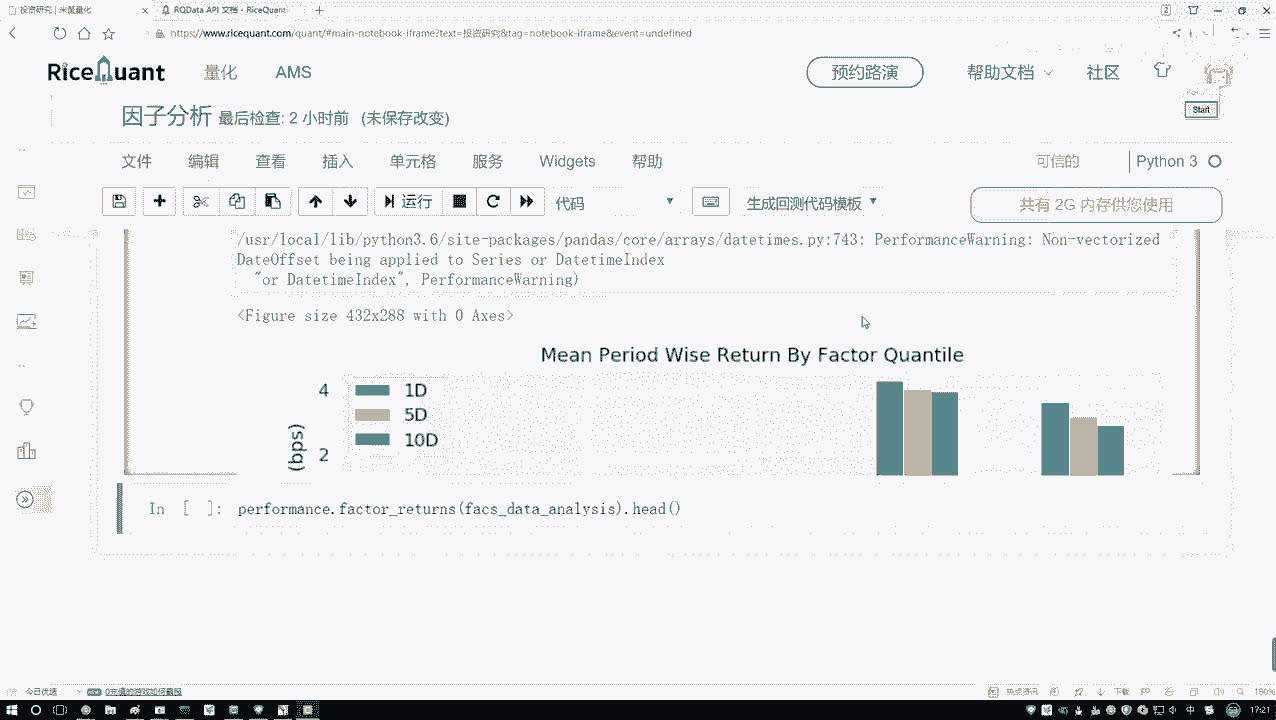 投资研究 | 米筐量化
RQData API 文档 - RiceQuant
2
https://www.ricequant.com/quant/#main-notebook-iframe?text=投资研究&tag=notebook-iframe&event=undefined
RiceQuant 量化 AMS 预约路演 帮助文档 社区
因子分析 最后检查: 2 小时前 (未保存改变)
Start
文件 编辑 查看 插入 单元格 服务 Widgets 帮助 可信的 Python 3
运行 代码 生成回测代码模板 共有 2G 内存供您使用
/usr/local/lib/python3.6/site-packages/pandas/core/arrays/datetimes.py:743: PerformanceWarning: Non-vectorized
DateOffset being applied to Series or DatetimeIndex
"or DatetimeIndex", PerformanceWarning)
<Figure size 432x288 with 0 Axes>
Mean Period Wise Return By Factor Quantile
4
1D
5D
10D
2
(bps)
In [ ]: performance.factor_returns(facs_data_analysis).head()
今日优选
热点资讯 下载 160%
中 17:21